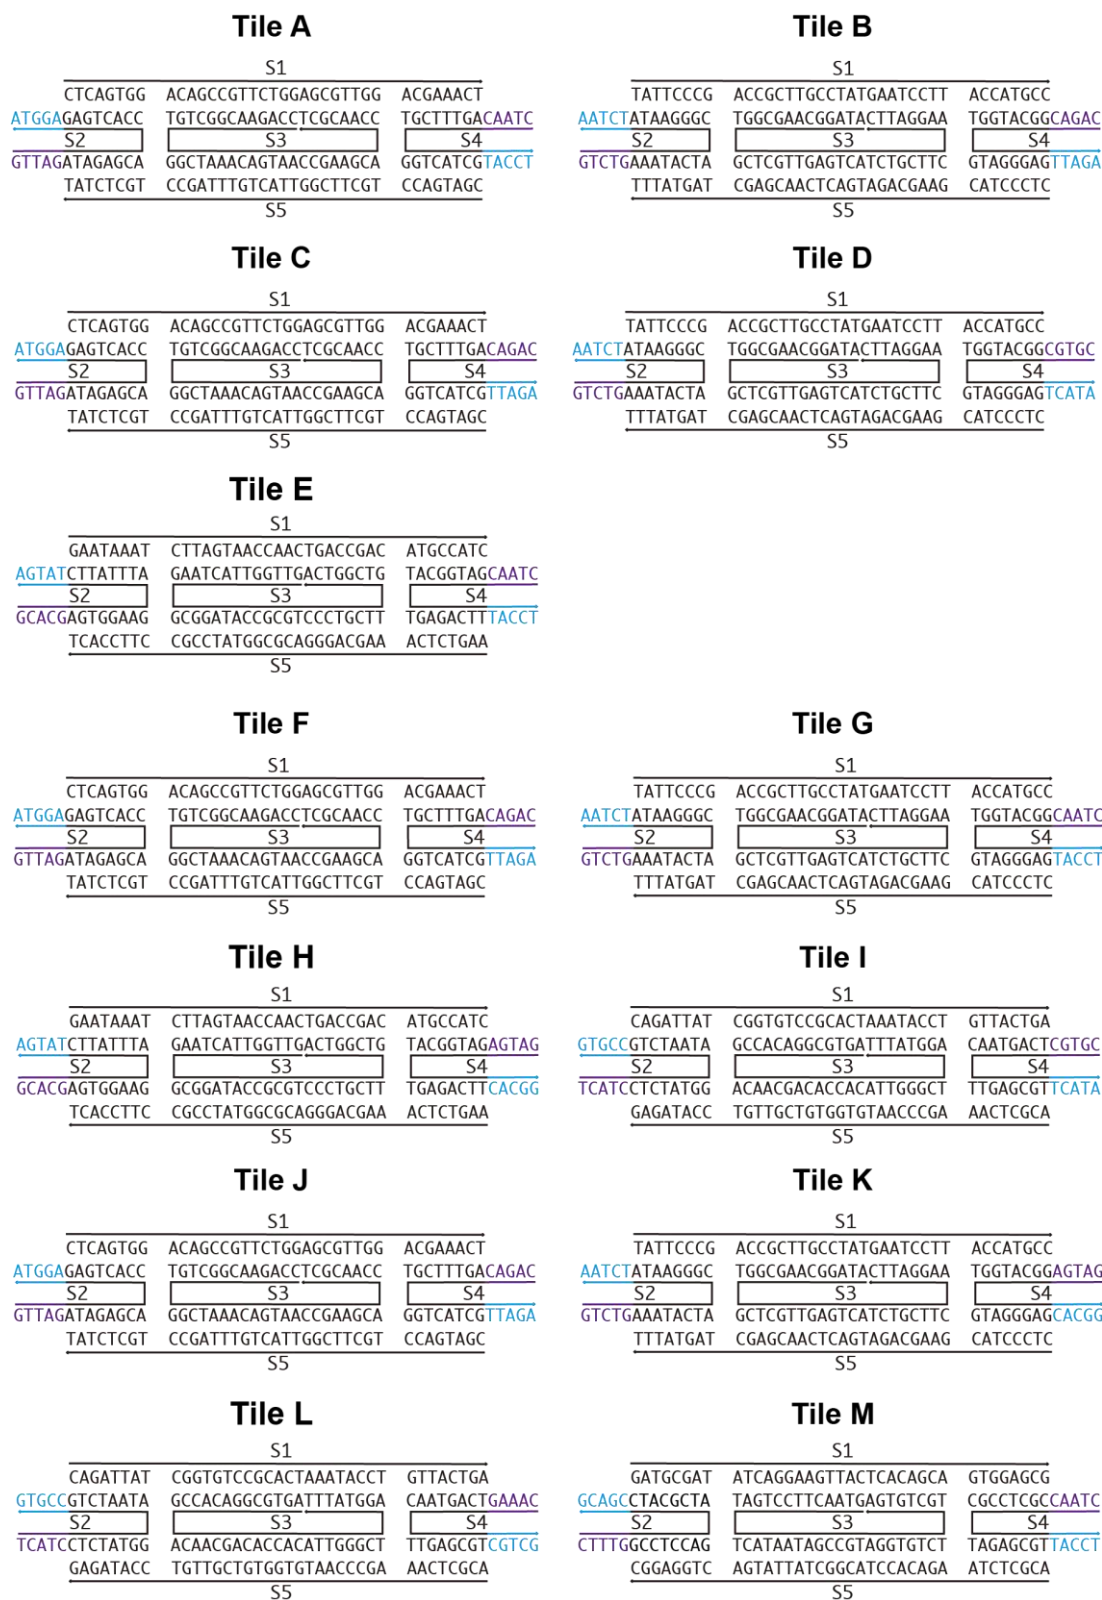 Tile A
S1
CTCAGTGG ACAGCCGTTCTGGAGCGTTGG ACGAAACT
ATGGAGAGTCACC TGTCGGCAAGACCTCGCAACC TGCTTTGACAATC
S2 S3 S4
GTTAGATAGAGCA GGCTAAACAGTAACCGAAGCA GGTCATCGTACCT
TATCTCGT CCGATTTGTCATTGGCTTCGT CCAGTAGC
S5
Tile B
S1
TATTCCCG ACCGCTTGCCTATGAATCCTT ACCATGCC
AATCTATAAGGGC TGGCGAACGGATACTTAGGAA TGGTACGGCAGAC
S2 S3 S4
GTCTGAAATACTA GCTCGTTGAGTCATCTGCTTC GTAGGGAGTTAGA
TTTATGAT CGAGCAACTCAGTAGACGAAG CATCCCTC
S5
Tile C
S1
CTCAGTGG ACAGCCGTTCTGGAGCGTTGG ACGAAACT
ATGGAGAGTCACC TGTCGGCAAGACCTCGCAACC TGCTTTGACAGAC
S2 S3 S4
GTTAGATAGAGCA GGCTAAACAGTAACCGAAGCA GGTCATCGTTAGA
TATCTCGT CCGATTTGTCATTGGCTTCGT CCAGTAGC
S5
Tile D
S1
TATTCCCG ACCGCTTGCCTATGAATCCTT ACCATGCC
AATCTATAAGGGC TGGCGAACGGATACTTAGGAA TGGTACGGCGTGC
S2 S3 S4
GTCTGAAATACTA GCTCGTTGAGTCATCTGCTTC GTAGGGAGTCATA
TTTATGAT CGAGCAACTCAGTAGACGAAG CATCCCTC
S5
Tile E
S1
GAATAAAT CTTAGTAACCAACTGACCGAC ATGCCATC
AGTATCTTATTTA GAATCATTGGTTGACTGGCTG TACGGTAGCAATC
S2 S3 S4
GCACGAGTGGAAG GCGGATACCGCGTCCCTGCTT TGAGACTTTACCT
TCACCTTC CGCCTATGGCGCAGGGACGAA ACTCTGAA
S5
Tile F
S1
CTCAGTGG ACAGCCGTTCTGGAGCGTTGG ACGAAACT
ATGGAGAGTCACC TGTCGGCAAGACCTCGCAACC TGCTTTGACAGAC
S2 S3 S4
GTTAGATAGAGCA GGCTAAACAGTAACCGAAGCA GGTCATCGTTAGA
TATCTCGT CCGATTTGTCATTGGCTTCGT CCAGTAGC
S5
Tile G
S1
TATTCCCG ACCGCTTGCCTATGAATCCTT ACCATGCC
AATCTATAAGGGC TGGCGAACGGATACTTAGGAA TGGTACGGCAATC
S2 S3 S4
GTCTGAAATACTA GCTCGTTGAGTCATCTGCTTC GTAGGGAGTACCT
TTTATGAT CGAGCAACTCAGTAGACGAAG CATCCCTC
S5
Tile H
S1
GAATAAAT CTTAGTAACCAACTGACCGAC ATGCCATC
AGTATCTTATTTA GAATCATTGGTTGACTGGCTG TACGGTAGAGTAG
S2 S3 S4
GCACGAGTGGAAG GCGGATACCGCGTCCCTGCTT TGAGACTTCACGG
TCACCTTC CGCCTATGGCGCAGGGACGAA ACTCTGAA
S5
Tile I
S1
CAGATTAT CGGTGTCCGCACTAAATACCT GTTACTGA
GTGCCGTCTAATA GCCACAGGCGTGATTTATGGA CAATGACTCGTGC
S2 S3 S4
TCATCCTCTATGG ACAACGACACCACATTGGGCT TTGAGCGTTCATA
GAGATACC TGTTGCTGTGGTGTAACCCGA AACTCGCA
S5
Tile J
S1
CTCAGTGG ACAGCCGTTCTGGAGCGTTGG ACGAAACT
ATGGAGAGTCACC TGTCGGCAAGACCTCGCAACC TGCTTTGACAGAC
S2 S3 S4
GTTAGATAGAGCA GGCTAAACAGTAACCGAAGCA GGTCATCGTTAGA
TATCTCGT CCGATTTGTCATTGGCTTCGT CCAGTAGC
S5
Tile K
S1
TATTCCCG ACCGCTTGCCTATGAATCCTT ACCATGCC
AATCTATAAGGGC TGGCGAACGGATACTTAGGAA TGGTACGGAGTAG
S2 S3 S4
GTCTGAAATACTA GCTCGTTGAGTCATCTGCTTC GTAGGGAGCACGG
TTTATGAT CGAGCAACTCAGTAGACGAAG CATCCCTC
S5
Tile L
S1
CAGATTAT CGGTGTCCGCACTAAATACCT GTTACTGA
GTGCCGTCTAATA GCCACAGGCGTGATTTATGGA CAATGACTGAAAC
S2 S3 S4
TCATCCTCTATGG ACAACGACACCACATTGGGCT TTGAGCGTCGTCG
GAGATACC TGTTGCTGTGGTGTAACCCGA AACTCGCA
S5
Tile M
S1
GATGCGAT ATCAGGAAGTTACTCACAGCA GTGGAGCG
GCAGCCTACGCTA TAGTCCTTCAATGAGTGTCGT CGCCTCGCCAATC
S2 S3 S4
CTTTGGCCTCCAG TCATAATAGCCGTAGGTGTCT TAGAGCGTTACCT
CGGAGGTC AGTATTATCGGCATCCACAGA ATCTCGCA
S5